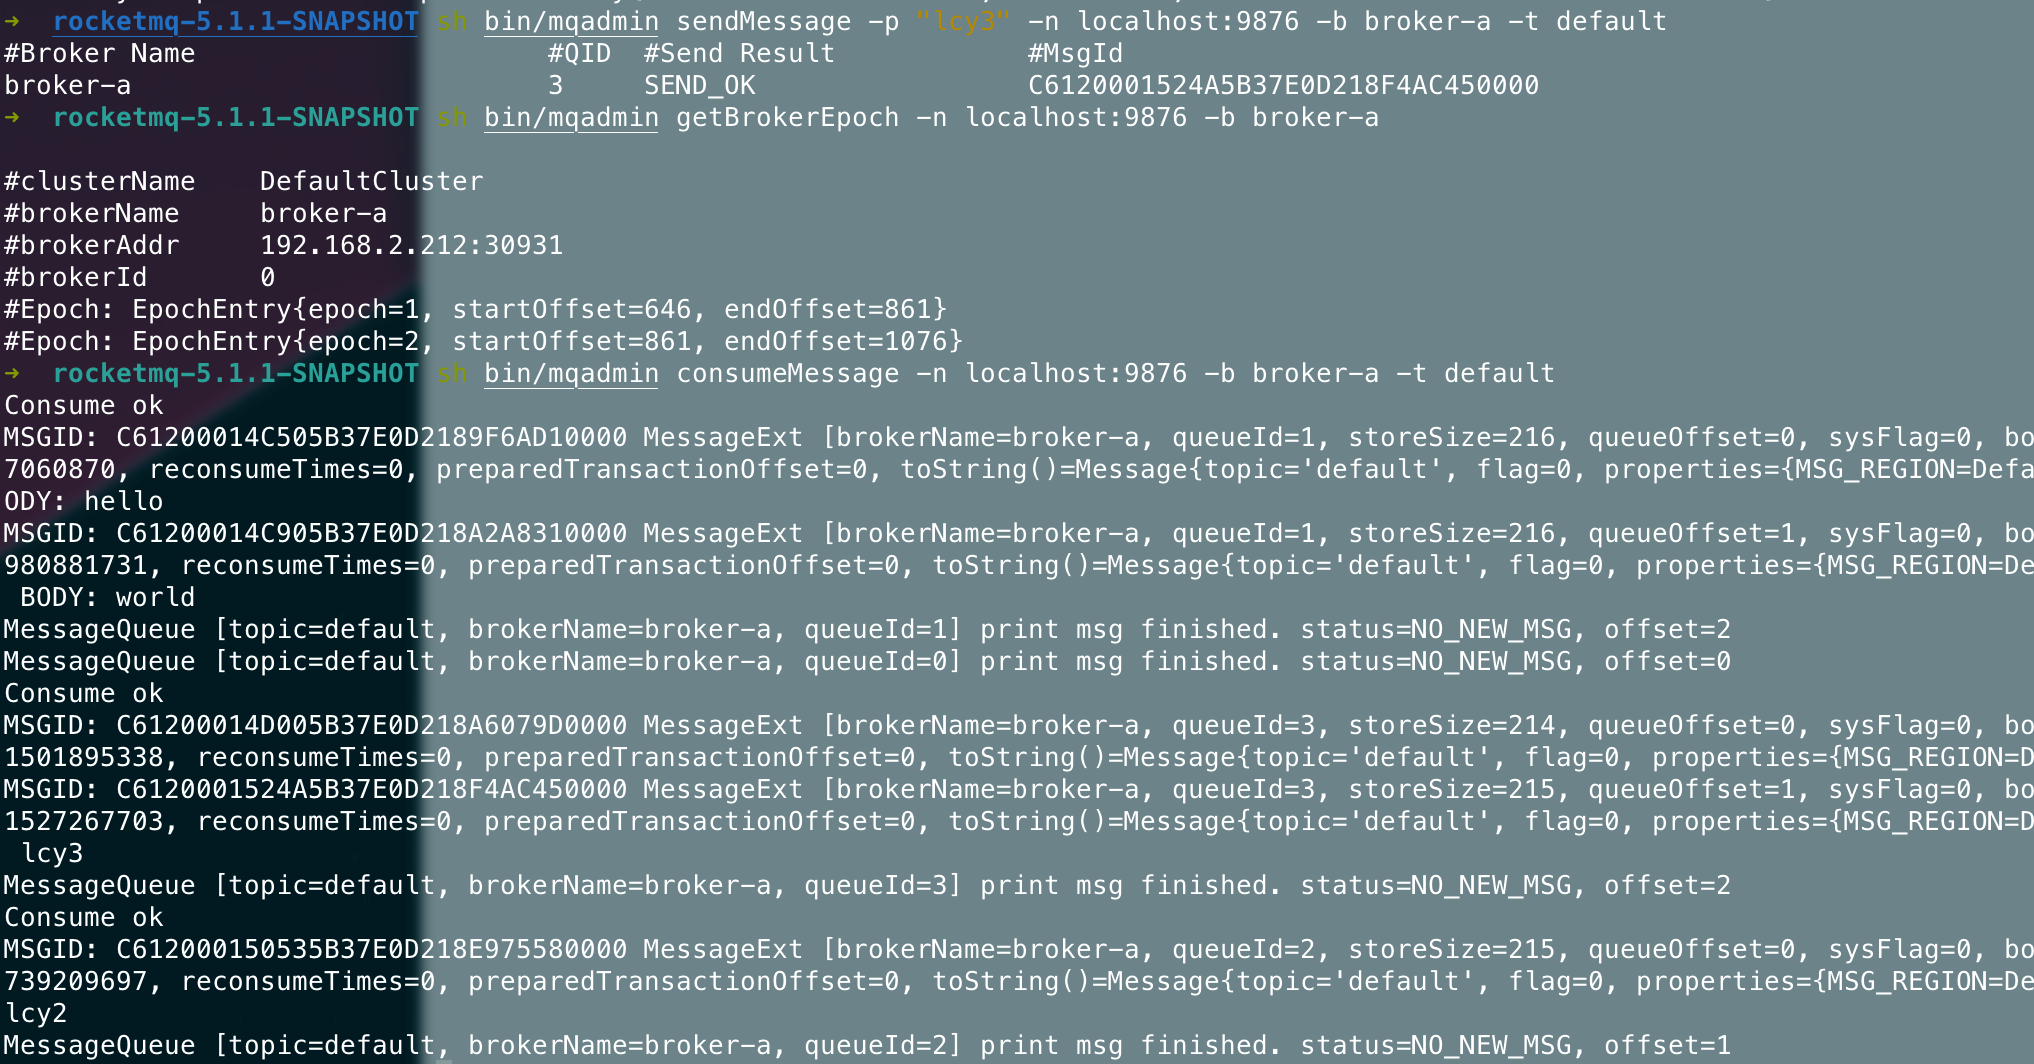 ➜  rocketmq-5.1.1-SNAPSHOT sh bin/mqadmin sendMessage -p "lcy3" -n localhost:9876 -b broker-a -t default
#Broker Name                      #QID  #Send Result            #MsgId
broker-a                          3     SEND_OK                 C6120001524A5B37E0D218F4AC450000
➜  rocketmq-5.1.1-SNAPSHOT sh bin/mqadmin getBrokerEpoch -n localhost:9876 -b broker-a
#clusterName    DefaultCluster
#brokerName     broker-a
#brokerAddr     192.168.2.212:30931
#brokerId       0
#Epoch: EpochEntry{epoch=1, startOffset=646, endOffset=861}
#Epoch: EpochEntry{epoch=2, startOffset=861, endOffset=1076}
➜  rocketmq-5.1.1-SNAPSHOT sh bin/mqadmin consumeMessage -n localhost:9876 -b broker-a -t default
Consume ok
MSGID: C61200014C505B37E0D2189F6AD10000 MessageExt [brokerName=broker-a, queueId=1, storeSize=216, queueOffset=0, sysFlag=0, bo
7060870, reconsumeTimes=0, preparedTransactionOffset=0, toString()=Message{topic='default', flag=0, properties={MSG_REGION=Defa
ODY: hello
MSGID: C61200014C905B37E0D218A2A8310000 MessageExt [brokerName=broker-a, queueId=1, storeSize=216, queueOffset=1, sysFlag=0, bo
980881731, reconsumeTimes=0, preparedTransactionOffset=0, toString()=Message{topic='default', flag=0, properties={MSG_REGION=De
 BODY: world
MessageQueue [topic=default, brokerName=broker-a, queueId=1] print msg finished. status=NO_NEW_MSG, offset=2
MessageQueue [topic=default, brokerName=broker-a, queueId=0] print msg finished. status=NO_NEW_MSG, offset=0
Consume ok
MSGID: C61200014D005B37E0D218A6079D0000 MessageExt [brokerName=broker-a, queueId=3, storeSize=214, queueOffset=0, sysFlag=0, bo
1501895338, reconsumeTimes=0, preparedTransactionOffset=0, toString()=Message{topic='default', flag=0, properties={MSG_REGION=D
MSGID: C6120001524A5B37E0D218F4AC450000 MessageExt [brokerName=broker-a, queueId=3, storeSize=215, queueOffset=1, sysFlag=0, bo
1527267703, reconsumeTimes=0, preparedTransactionOffset=0, toString()=Message{topic='default', flag=0, properties={MSG_REGION=D
 lcy3
MessageQueue [topic=default, brokerName=broker-a, queueId=3] print msg finished. status=NO_NEW_MSG, offset=2
Consume ok
MSGID: C612000150535B37E0D218E975580000 MessageExt [brokerName=broker-a, queueId=2, storeSize=215, queueOffset=0, sysFlag=0, bo
739209697, reconsumeTimes=0, preparedTransactionOffset=0, toString()=Message{topic='default', flag=0, properties={MSG_REGION=De
lcy2
MessageQueue [topic=default, brokerName=broker-a, queueId=2] print msg finished. status=NO_NEW_MSG, offset=1